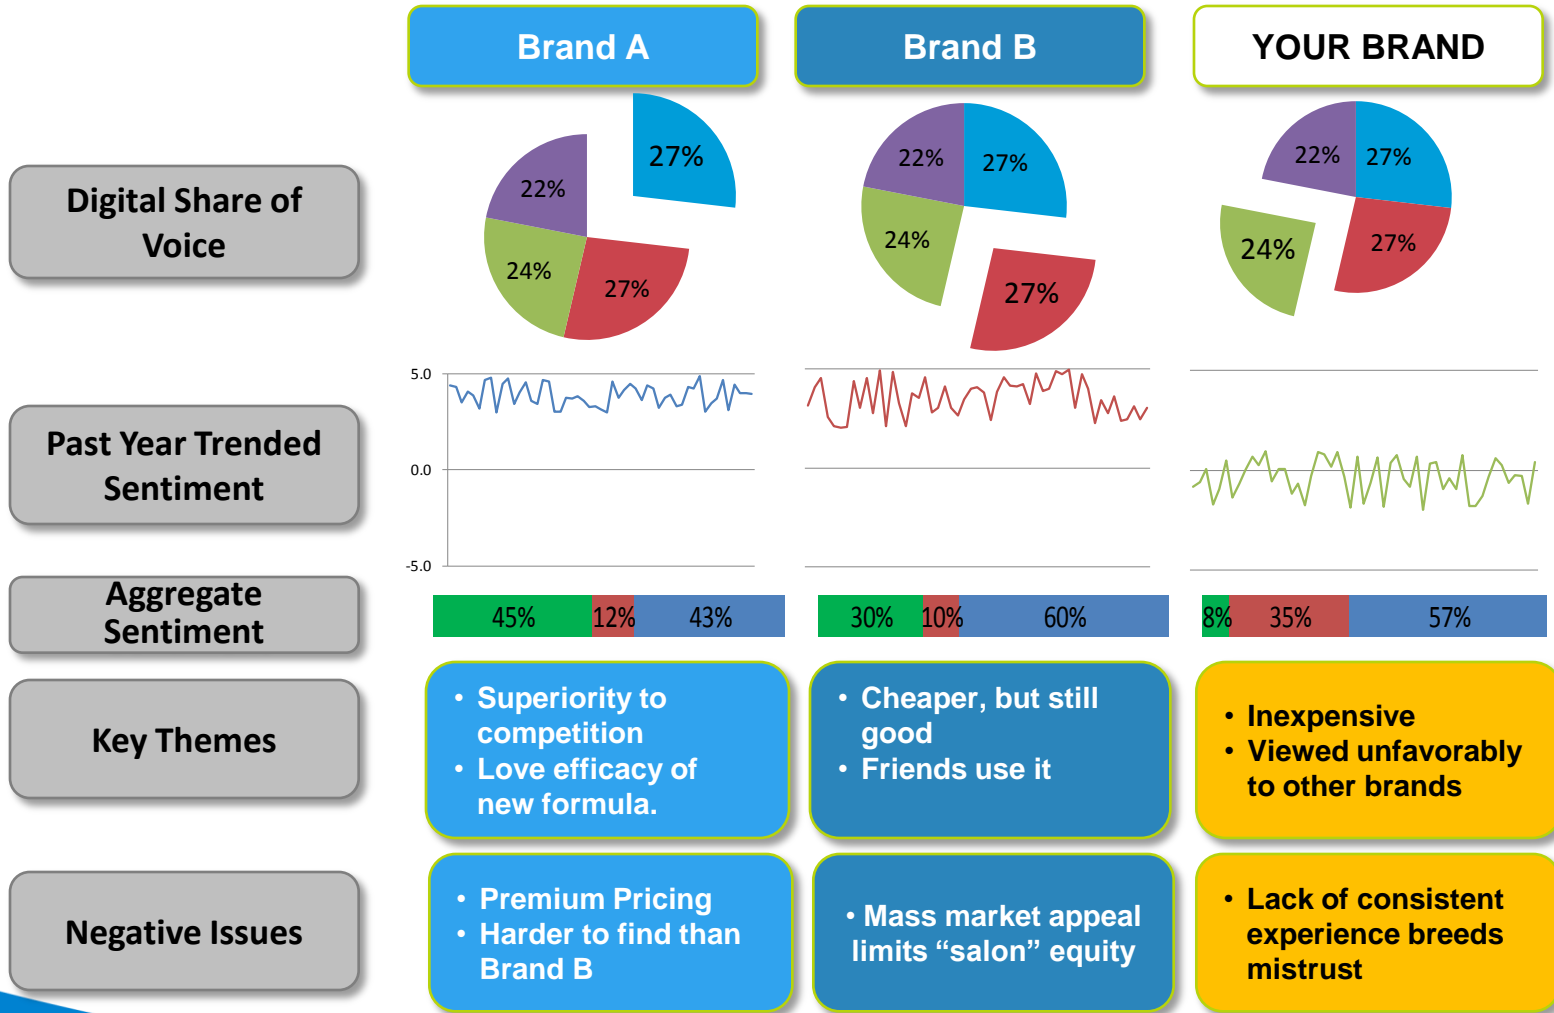 Brand A
Brand B
YOUR BRAND
Digital Share of
Voice
27%
22%
24%
27%
22%
27%
24%
27%
22%
27%
24%
27%
Past Year Trended
Sentiment
5.0
0.0
-5.0
Aggregate
Sentiment
45%
12%
43%
30%
10%
60%
8%
35%
57%
Key Themes
• Superiority to
competition
• Love efficacy of
new formula.
• Cheaper, but still
good
• Friends use it
• Inexpensive
• Viewed unfavorably
to other brands
Negative Issues
• Premium Pricing
• Harder to find than
Brand B
• Mass market appeal
limits “salon” equity
• Lack of consistent
experience breeds
mistrust